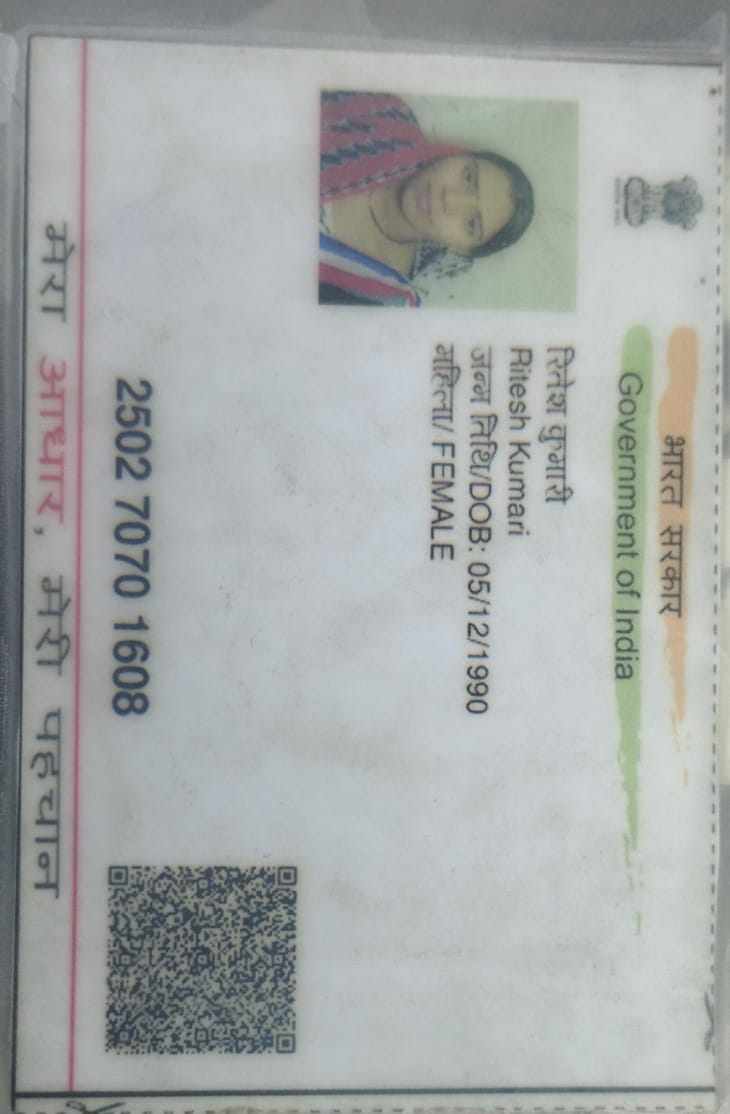 भारत सरकार
Government of India
रितेश कुमारी
Ritesh Kumari
जन्म तिथि/DOB: 05/12/1990
महिला/ FEMALE
2502 7070 1608
मेरा आधार, मेरी पहचान